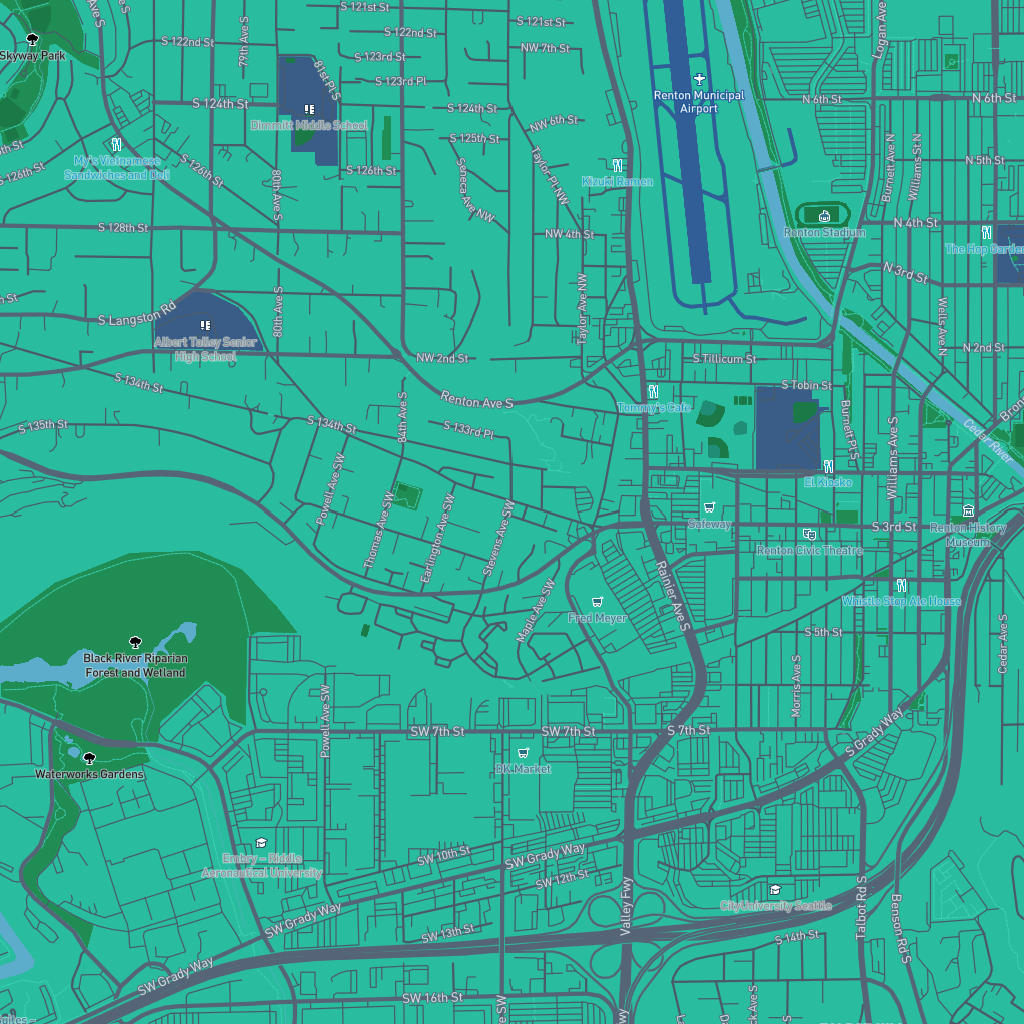 S 121st St
S 122nd St
S 121st St
S 122nd St
79th Ave S
Logan Ave
S 123rd St
NW 7th St
Skyway Park
81st Pl S
S 123rd Pl
Renton Municipal
Airport
S 124th St
S 124th St
N 6th St
N 6th St
Dimmitt Middle School
NW 6th St
S 125th St
My's Vietnamese
Sandwiches and Deli
S 126th St
S 126th St
S 126th St
Seneca Ave NW
Taylor Pl NW
Kizuki Ramen
N 5th St
Burnett Ave N
Williams St N
80th Ave S
S 128th St
NW 4th St
Renton Stadium
N 4th St
The Hop Garden
N 3rd St
S Langston Rd
80th Ave S
Taylor Ave NW
Wells Ave N
Albert Talley Senior
High School
NW 2nd St
S Tillicum St
N 2nd St
S 134th St
S Tobin St
Renton Ave S
84th Ave S
Tommy's Cafe
S 135th St
S 134th St
S 133rd Pl
Burnett Pl S
Williams Ave S
Cedar River
Powell Ave SW
El Kiosko
Thomas Ave SW
Earlington Ave SW
Stevens Ave SW
Safeway
S 3rd St
Renton History
Museum
Renton Civic Theatre
Rainier Ave S
Maple Ave SW
Fred Meyer
Whistle Stop Ale House
S 5th St
Cedar Ave S
Black River Riparian
Forest and Wetland
Morris Ave S
Powell Ave SW
SW 7th St
SW 7th St
S 7th St
S Grady Way
DK Market
Waterworks Gardens
Embry – Riddle
Aeronautical University
SW 10th St
SW Grady Way
SW 12th St
CityUniversity Seattle
Valley Fwy
Talbot Rd S
Benson Rd S
SW Grady Way
SW 13th St
S 14th St
SW Grady Way
SW 16th St